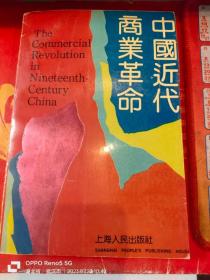 中國近代
商業革命
The
Commercial
Revolution
in
Nineteenth-
Century
China
上海人民出版社
SHANGHAI PEOPLE'S PUBLISHING HOUSE
OPPO Reno5 5G